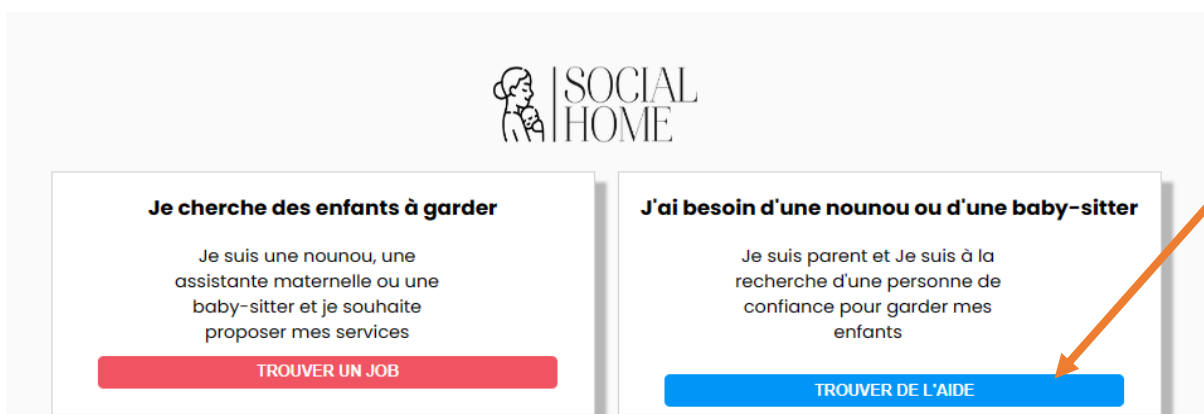 SOCIAL
HOME
Je cherche des enfants à garder
Je suis une nounou, une
assistante maternelle ou une
baby-sitter et je souhaite
proposer mes services
TROUVER UN JOB
J'ai besoin d'une nounou ou d'une baby-sitter
Je suis parent et Je suis à la
recherche d'une personne de
confiance pour garder mes
enfants
TROUVER DE L'AIDE